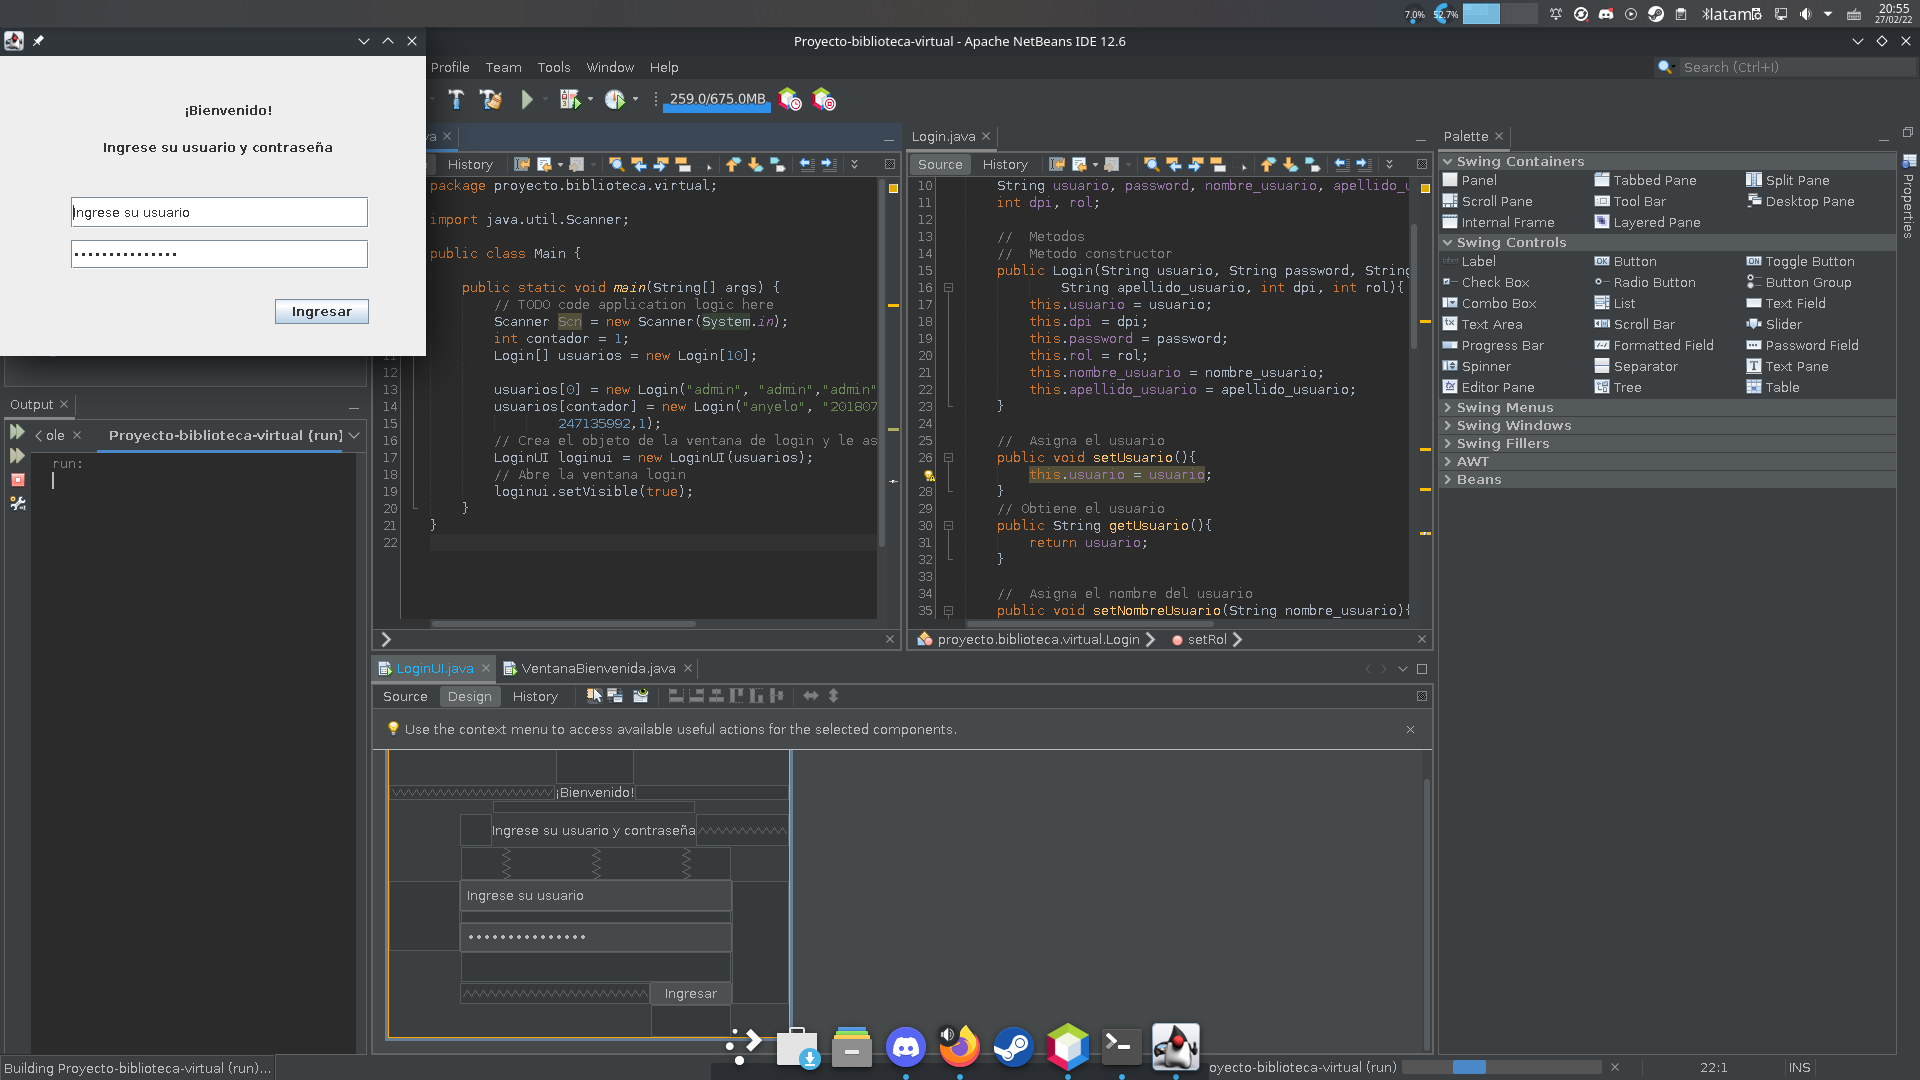 7.0% 52.7% latam 20:55
27/02/22
Proyecto-biblioteca-virtual - Apache NetBeans IDE 12.6
Profile Team Tools Window Help
Search (Ctrl+I)
259.0/675.0MB
¡Bienvenido!
Ingrese su usuario y contraseña
Ingrese su usuario
•••••••••••••••
Ingresar
Output
ole
Proyecto-biblioteca-virtual (run)
run:
History
package proyecto.biblioteca.virtual;
import java.util.Scanner;
public class Main {
public static void main(String[] args) {
// TODO code application logic here
Scanner Scn = new Scanner(System.in);
int contador = 1;
Login[] usuarios = new Login[10];
12
13 usuarios[0] = new Login("admin", "admin","admin"
14 usuarios[contador] = new Login("anyelo", "201807
15 247135992,1);
16 // Crea el objeto de la ventana de login y le as
17 LoginUI loginui = new LoginUI(usuarios);
18 // Abre la ventana login
19 loginui.setVisible(true);
20 }
21 }
22
Login.java
Source History
10 String usuario, password, nombre_usuario, apellido_u
11 int dpi, rol;
12
13 // Metodos
14 // Metodo constructor
15 public Login(String usuario, String password, String
16 String apellido_usuario, int dpi, int rol){
17 this.usuario = usuario;
18 this.dpi = dpi;
19 this.password = password;
20 this.rol = rol;
21 this.nombre_usuario = nombre_usuario;
22 this.apellido_usuario = apellido_usuario;
23 }
24
25 // Asigna el usuario
26 public void setUsuario(){
this.usuario = usuario;
28 }
29 // Obtiene el usuario
30 public String getUsuario(){
31 return usuario;
32 }
33
34 // Asigna el nombre del usuario
35 public void setNombreUsuario(String nombre_usuario){
proyecto.biblioteca.virtual.Login setRol
Palette
Swing Containers
Panel Tabbed Pane Split Pane
Scroll Pane Tool Bar Desktop Pane
Internal Frame Layered Pane
Swing Controls
Label Button Toggle Button
Check Box Radio Button Button Group
Combo Box List Text Field
Text Area Scroll Bar Slider
Progress Bar Formatted Field Password Field
Spinner Separator Text Pane
Editor Pane Tree Table
Swing Menus
Swing Windows
Swing Fillers
AWT
Beans
Properties
LoginUI.java VentanaBienvenida.java
Source Design History
Use the context menu to access available useful actions for the selected components.
¡Bienvenido!
Ingrese su usuario y contraseña
Ingrese su usuario
•••••••••••••••
Ingresar
Building Proyecto-biblioteca-virtual (run)...
oyecto-biblioteca-virtual (run)
22:1 INS